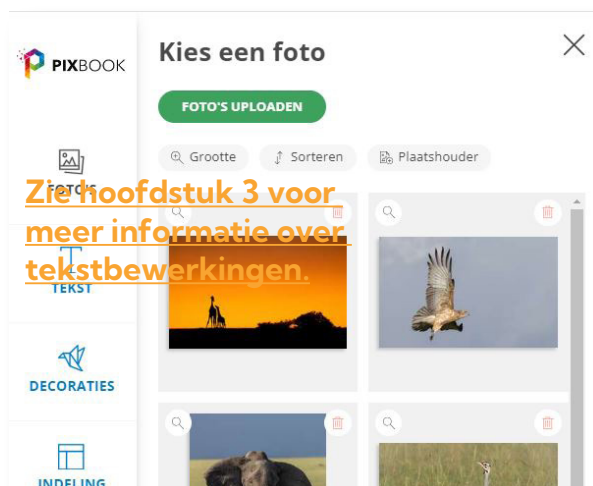 Kies een foto
PIXBOOK
FOTO'S UPLOADEN
Grootte
Sorteren
Plaatshouder
FOTO'S
Zie hoofdstuk 3 voor
meer informatie over
tekstbewerkingen.
TEKST
DECORATIES
INDELING